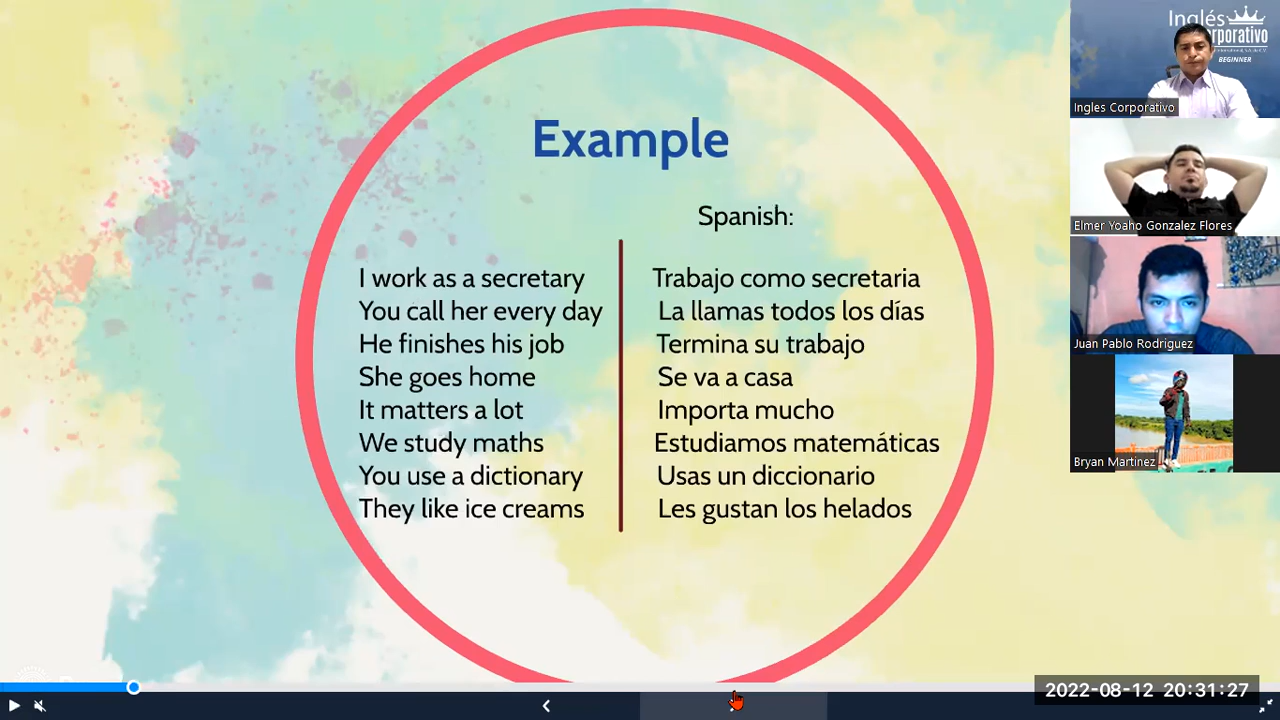 Example
Spanish:
I work as a secretary
You call her every day
He finishes his job
She goes home
It matters a lot
We study maths
You use a dictionary
They like ice creams
Trabajo como secretaria
La llamas todos los días
Termina su trabajo
Se va a casa
Importa mucho
Estudiamos matemáticas
Usas un diccionario
Les gustan los helados
Inglés
BEGINNER
Ingles Corporativo
Elmer Yoaho Gonzalez Flores
Juan Pablo Rodriguez
Bryan Martinez
2022-08-12 20:31:27